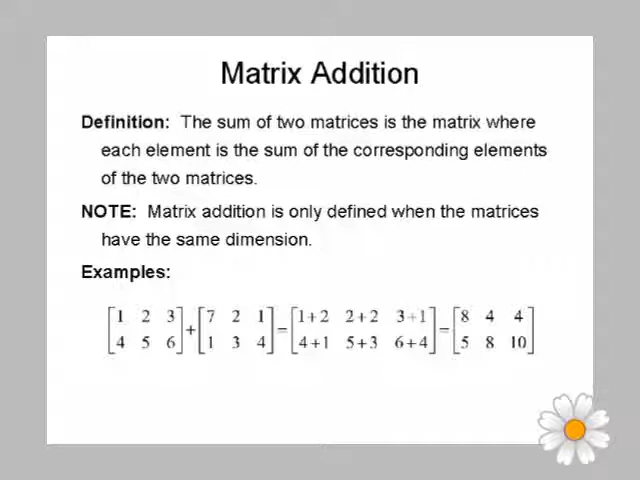 Matrix Addition
Definition: The sum of two matrices is the matrix where
each element is the sum of the corresponding elements
of the two matrices.
NOTE: Matrix addition is only defined when the matrices
have the same dimension.
Examples:
[1 2 3; 4 5 6] + [7 2 1; 1 3 4] = [1+2 2+2 3+1; 4+1 5+3 6+4] = [8 4 4; 5 8 10]